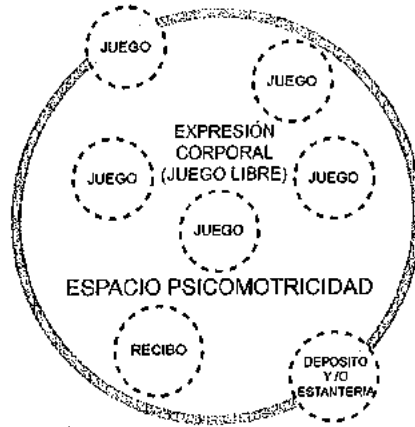 JUEGO
JUEGO
EXPRESIÓN
CORPORAL
(JUEGO LIBRE)
JUEGO
JUEGO
JUEGO
ESPACIO PSICOMOTRICIDAD
RECIBO
DEPOSITO
Y/O
ESTANTERIA